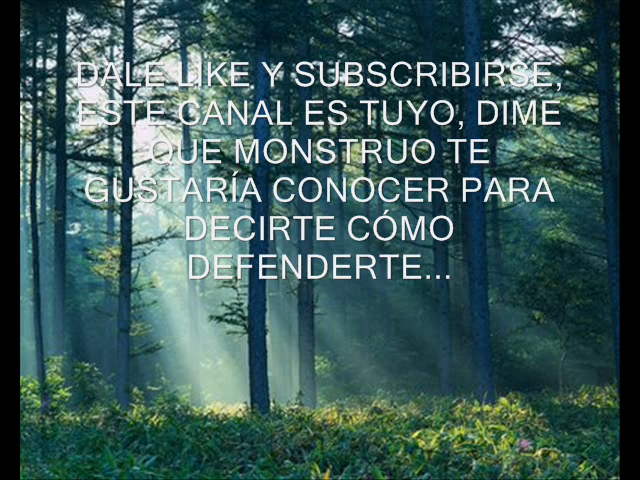 DALE LIKE Y SUBSCRIBIRSE,
ESTE CANAL ES TUYO, DIME
QUE MONSTRUO TE
GUSTARÍA CONOCER PARA
DECIRTE CÓMO
DEFENDERTE...